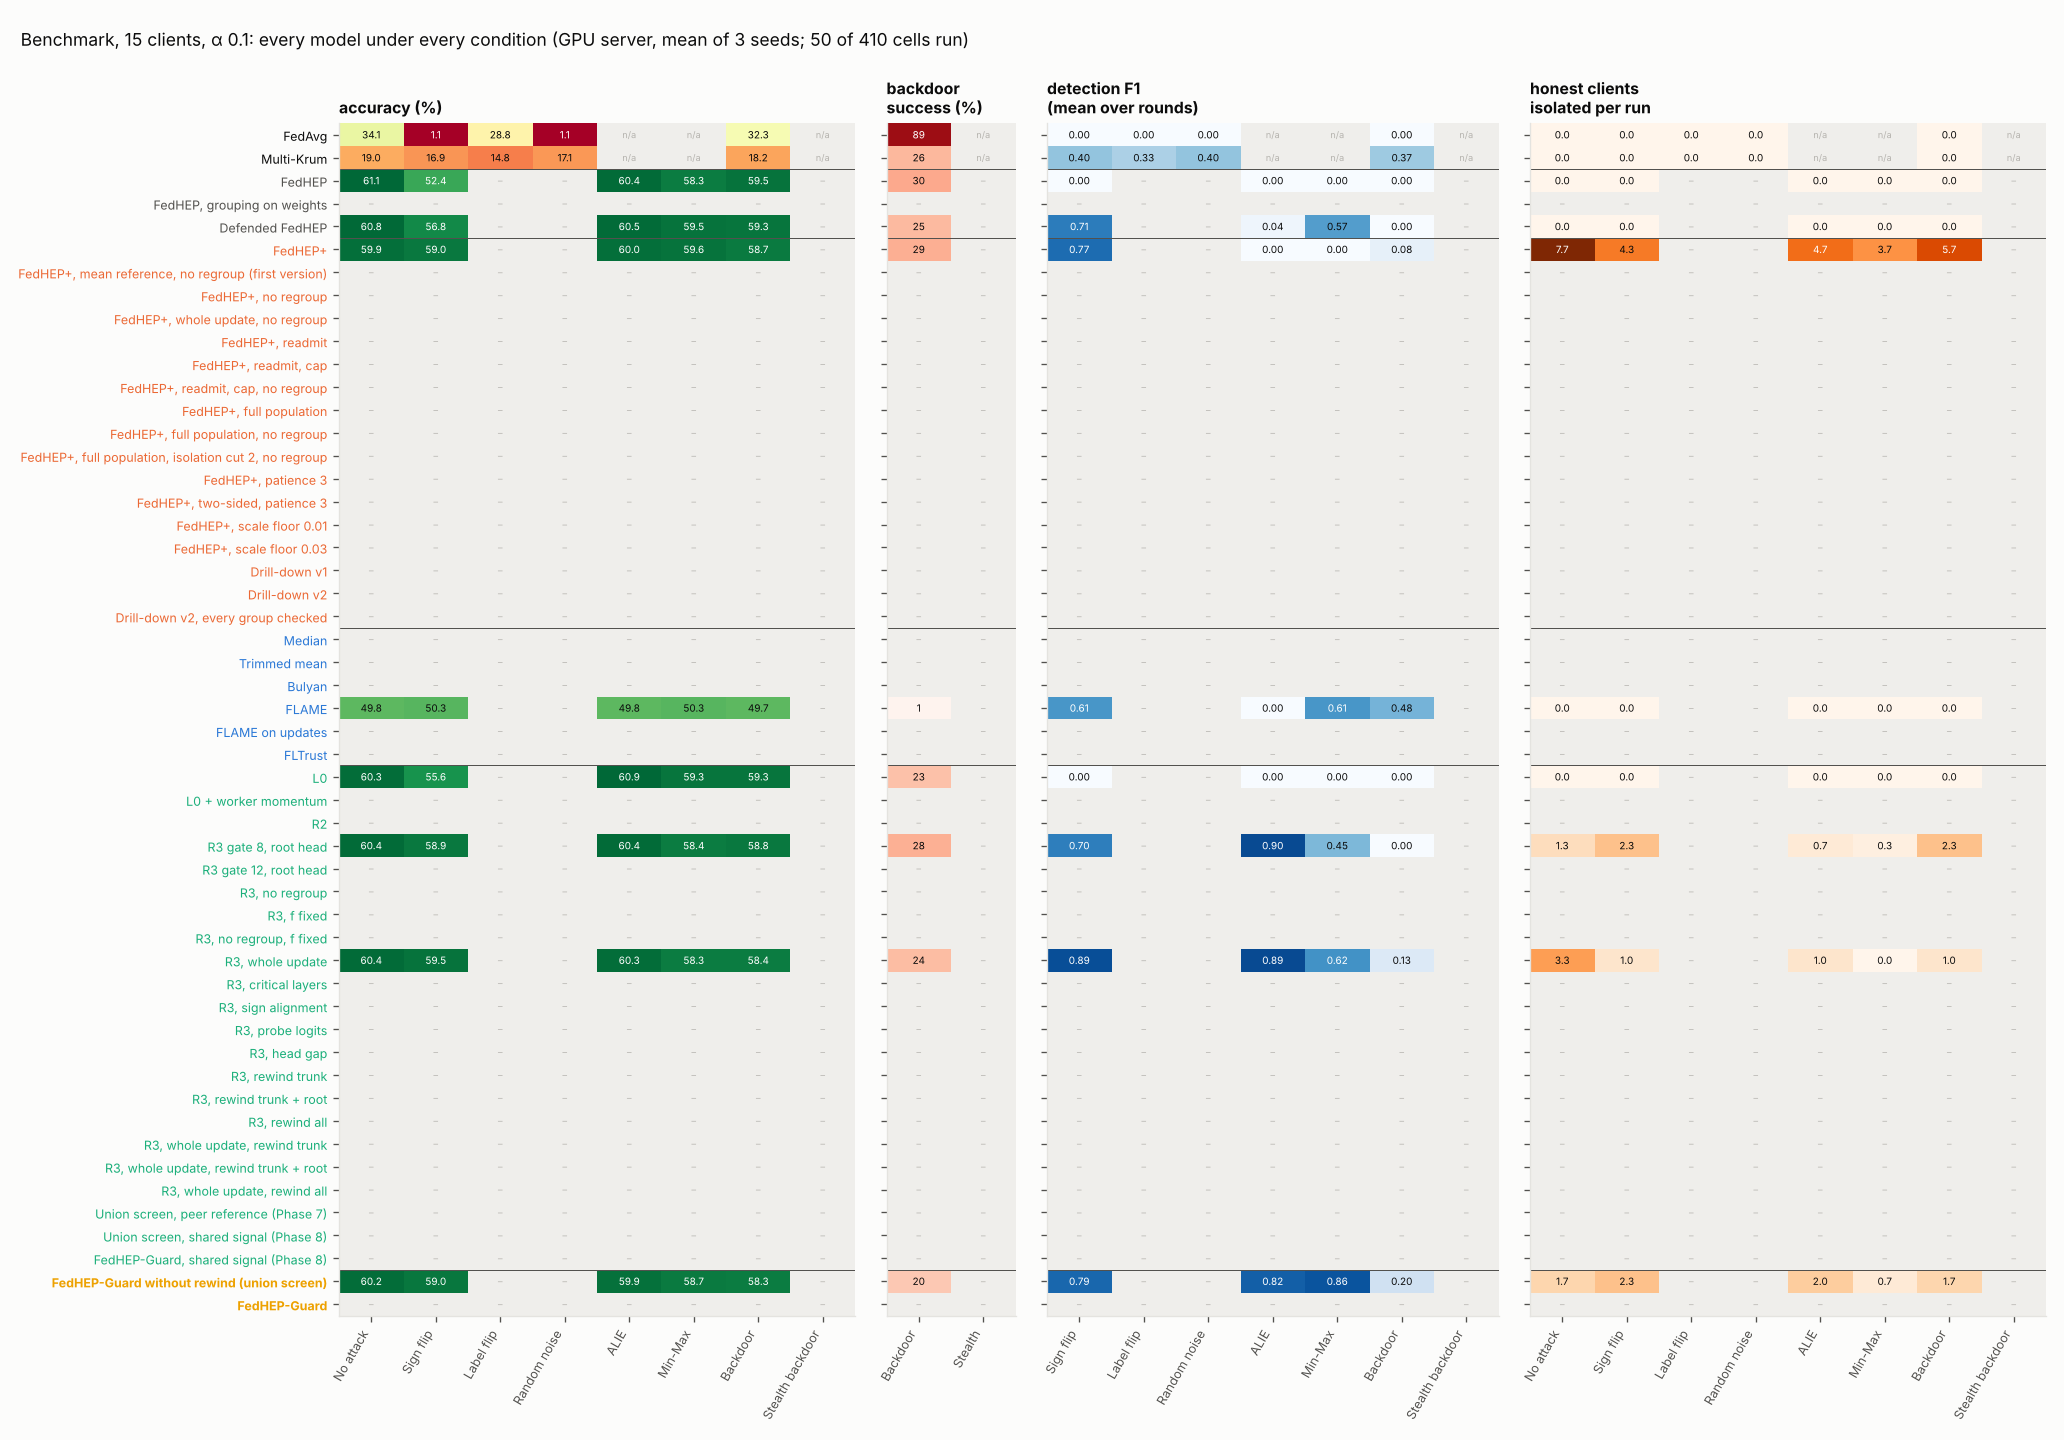 Benchmark, 15 clients, α 0.1: every model under every condition (GPU server, mean of 3 seeds; 50 of 410 cells run)
accuracy (%)
backdoor
success (%)
detection F1
(mean over rounds)
honest clients
isolated per run
FedAvg 34.1 1.1 28.8 1.1 n/a n/a 32.3 n/a 89 n/a 0.00 0.00 0.00 n/a n/a 0.00 n/a 0.0 0.0 0.0 0.0 n/a n/a 0.0 n/a
Multi-Krum 19.0 16.9 14.8 17.1 n/a n/a 18.2 n/a 26 n/a 0.40 0.33 0.40 n/a n/a 0.37 n/a 0.0 0.0 0.0 0.0 n/a n/a 0.0 n/a
FedHEP 61.1 52.4 – – 60.4 58.3 59.5 – 30 – 0.00 – – 0.00 0.00 0.00 – 0.0 0.0 – – 0.0 0.0 0.0 –
FedHEP, grouping on weights – – – – – – – – – – – – – – – – – – – – – – – – –
Defended FedHEP 60.8 56.8 – – 60.5 59.5 59.3 – 25 – 0.71 – – 0.04 0.57 0.00 – 0.0 0.0 – – 0.0 0.0 0.0 –
FedHEP+ 59.9 59.0 – – 60.0 59.6 58.7 – 29 – 0.77 – – 0.00 0.00 0.08 – 7.7 4.3 – – 4.7 3.7 5.7 –
FedHEP+, mean reference, no regroup (first version) – – – – – – – – – – – – – – – – – – – – – – – – –
FedHEP+, no regroup – – – – – – – – – – – – – – – – – – – – – – – – –
FedHEP+, whole update, no regroup – – – – – – – – – – – – – – – – – – – – – – – – –
FedHEP+, readmit – – – – – – – – – – – – – – – – – – – – – – – – –
FedHEP+, readmit, cap – – – – – – – – – – – – – – – – – – – – – – – – –
FedHEP+, readmit, cap, no regroup – – – – – – – – – – – – – – – – – – – – – – – – –
FedHEP+, full population – – – – – – – – – – – – – – – – – – – – – – – – –
FedHEP+, full population, no regroup – – – – – – – – – – – – – – – – – – – – – – – – –
FedHEP+, full population, isolation cut 2, no regroup – – – – – – – – – – – – – – – – – – – – – – – – –
FedHEP+, patience 3 – – – – – – – – – – – – – – – – – – – – – – – – –
FedHEP+, two-sided, patience 3 – – – – – – – – – – – – – – – – – – – – – – – – –
FedHEP+, scale floor 0.01 – – – – – – – – – – – – – – – – – – – – – – – – –
FedHEP+, scale floor 0.03 – – – – – – – – – – – – – – – – – – – – – – – – –
Drill-down v1 – – – – – – – – – – – – – – – – – – – – – – – – –
Drill-down v2 – – – – – – – – – – – – – – – – – – – – – – – – –
Drill-down v2, every group checked – – – – – – – – – – – – – – – – – – – – – – – – –
Median – – – – – – – – – – – – – – – – – – – – – – – – –
Trimmed mean – – – – – – – – – – – – – – – – – – – – – – – – –
Bulyan – – – – – – – – – – – – – – – – – – – – – – – – –
FLAME 49.8 50.3 – – 49.8 50.3 49.7 – 1 – 0.61 – – 0.00 0.61 0.48 – 0.0 0.0 – – 0.0 0.0 0.0 –
FLAME on updates – – – – – – – – – – – – – – – – – – – – – – – – –
FLTrust – – – – – – – – – – – – – – – – – – – – – – – – –
L0 60.3 55.6 – – 60.9 59.3 59.3 – 23 – 0.00 – – 0.00 0.00 0.00 – 0.0 0.0 – – 0.0 0.0 0.0 –
L0 + worker momentum – – – – – – – – – – – – – – – – – – – – – – – – –
R2 – – – – – – – – – – – – – – – – – – – – – – – – –
R3 gate 8, root head 60.4 58.9 – – 60.4 58.4 58.8 – 28 – 0.70 – – 0.90 0.45 0.00 – 1.3 2.3 – – 0.7 0.3 2.3 –
R3 gate 12, root head – – – – – – – – – – – – – – – – – – – – – – – – –
R3, no regroup – – – – – – – – – – – – – – – – – – – – – – – – –
R3, f fixed – – – – – – – – – – – – – – – – – – – – – – – – –
R3, no regroup, f fixed – – – – – – – – – – – – – – – – – – – – – – – – –
R3, whole update 60.4 59.5 – – 60.3 58.3 58.4 – 24 – 0.89 – – 0.89 0.62 0.13 – 3.3 1.0 – – 1.0 0.0 1.0 –
R3, critical layers – – – – – – – – – – – – – – – – – – – – – – – – –
R3, sign alignment – – – – – – – – – – – – – – – – – – – – – – – – –
R3, probe logits – – – – – – – – – – – – – – – – – – – – – – – – –
R3, head gap – – – – – – – – – – – – – – – – – – – – – – – – –
R3, rewind trunk – – – – – – – – – – – – – – – – – – – – – – – – –
R3, rewind trunk + root – – – – – – – – – – – – – – – – – – – – – – – – –
R3, rewind all – – – – – – – – – – – – – – – – – – – – – – – – –
R3, whole update, rewind trunk – – – – – – – – – – – – – – – – – – – – – – – – –
R3, whole update, rewind trunk + root – – – – – – – – – – – – – – – – – – – – – – – – –
R3, whole update, rewind all – – – – – – – – – – – – – – – – – – – – – – – – –
Union screen, peer reference (Phase 7) – – – – – – – – – – – – – – – – – – – – – – – – –
Union screen, shared signal (Phase 8) – – – – – – – – – – – – – – – – – – – – – – – – –
FedHEP-Guard, shared signal (Phase 8) – – – – – – – – – – – – – – – – – – – – – – – – –
FedHEP-Guard without rewind (union screen) 60.2 59.0 – – 59.9 58.7 58.3 – 20 – 0.79 – – 0.82 0.86 0.20 – 1.7 2.3 – – 2.0 0.7 1.7 –
FedHEP-Guard – – – – – – – – – – – – – – – – – – – – – – – – –
No attack Sign flip Label flip Random noise ALIE Min-Max Backdoor Stealth backdoor Backdoor Stealth Sign flip Label flip Random noise ALIE Min-Max Backdoor Stealth backdoor No attack Sign flip Label flip Random noise ALIE Min-Max Backdoor Stealth backdoor